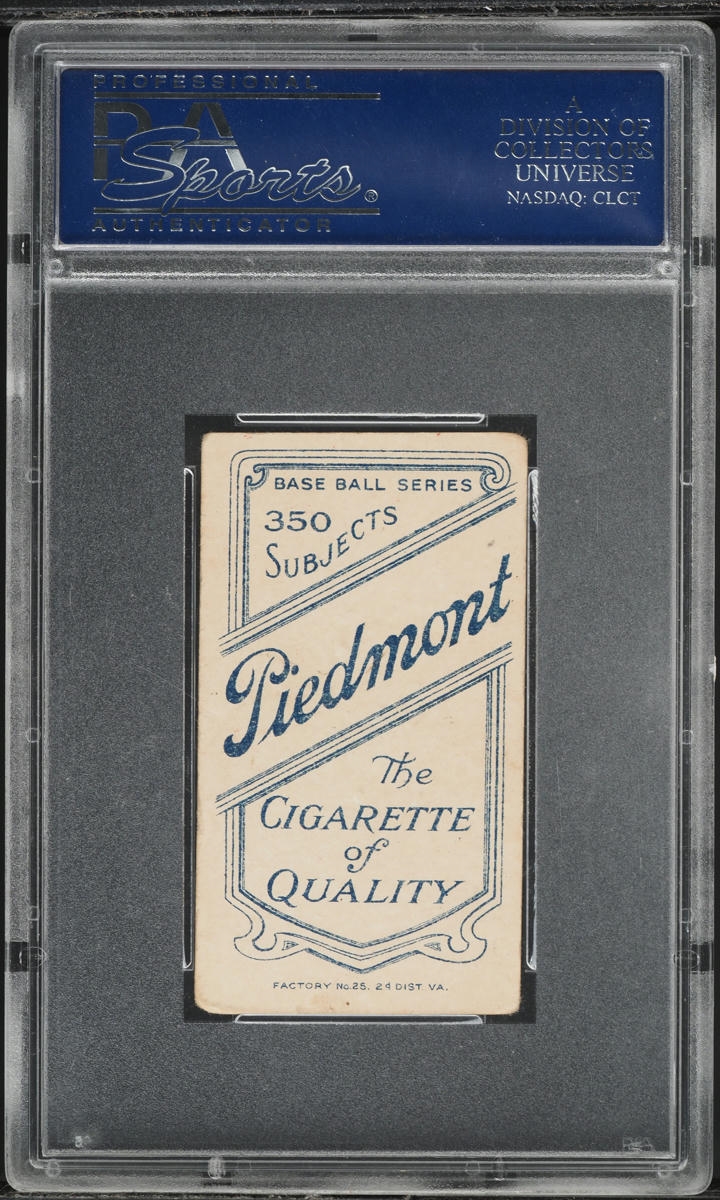 PROFESSIONAL
PSA
Sports®
AUTHENTICATOR
A
DIVISION OF
COLLECTORS
UNIVERSE
NASDAQ: CLCT
BASE BALL SERIES
350
SUBJECTS
Piedmont
The
CIGARETTE
of
QUALITY
FACTORY No. 25. 2d DIST. VA.
PSA